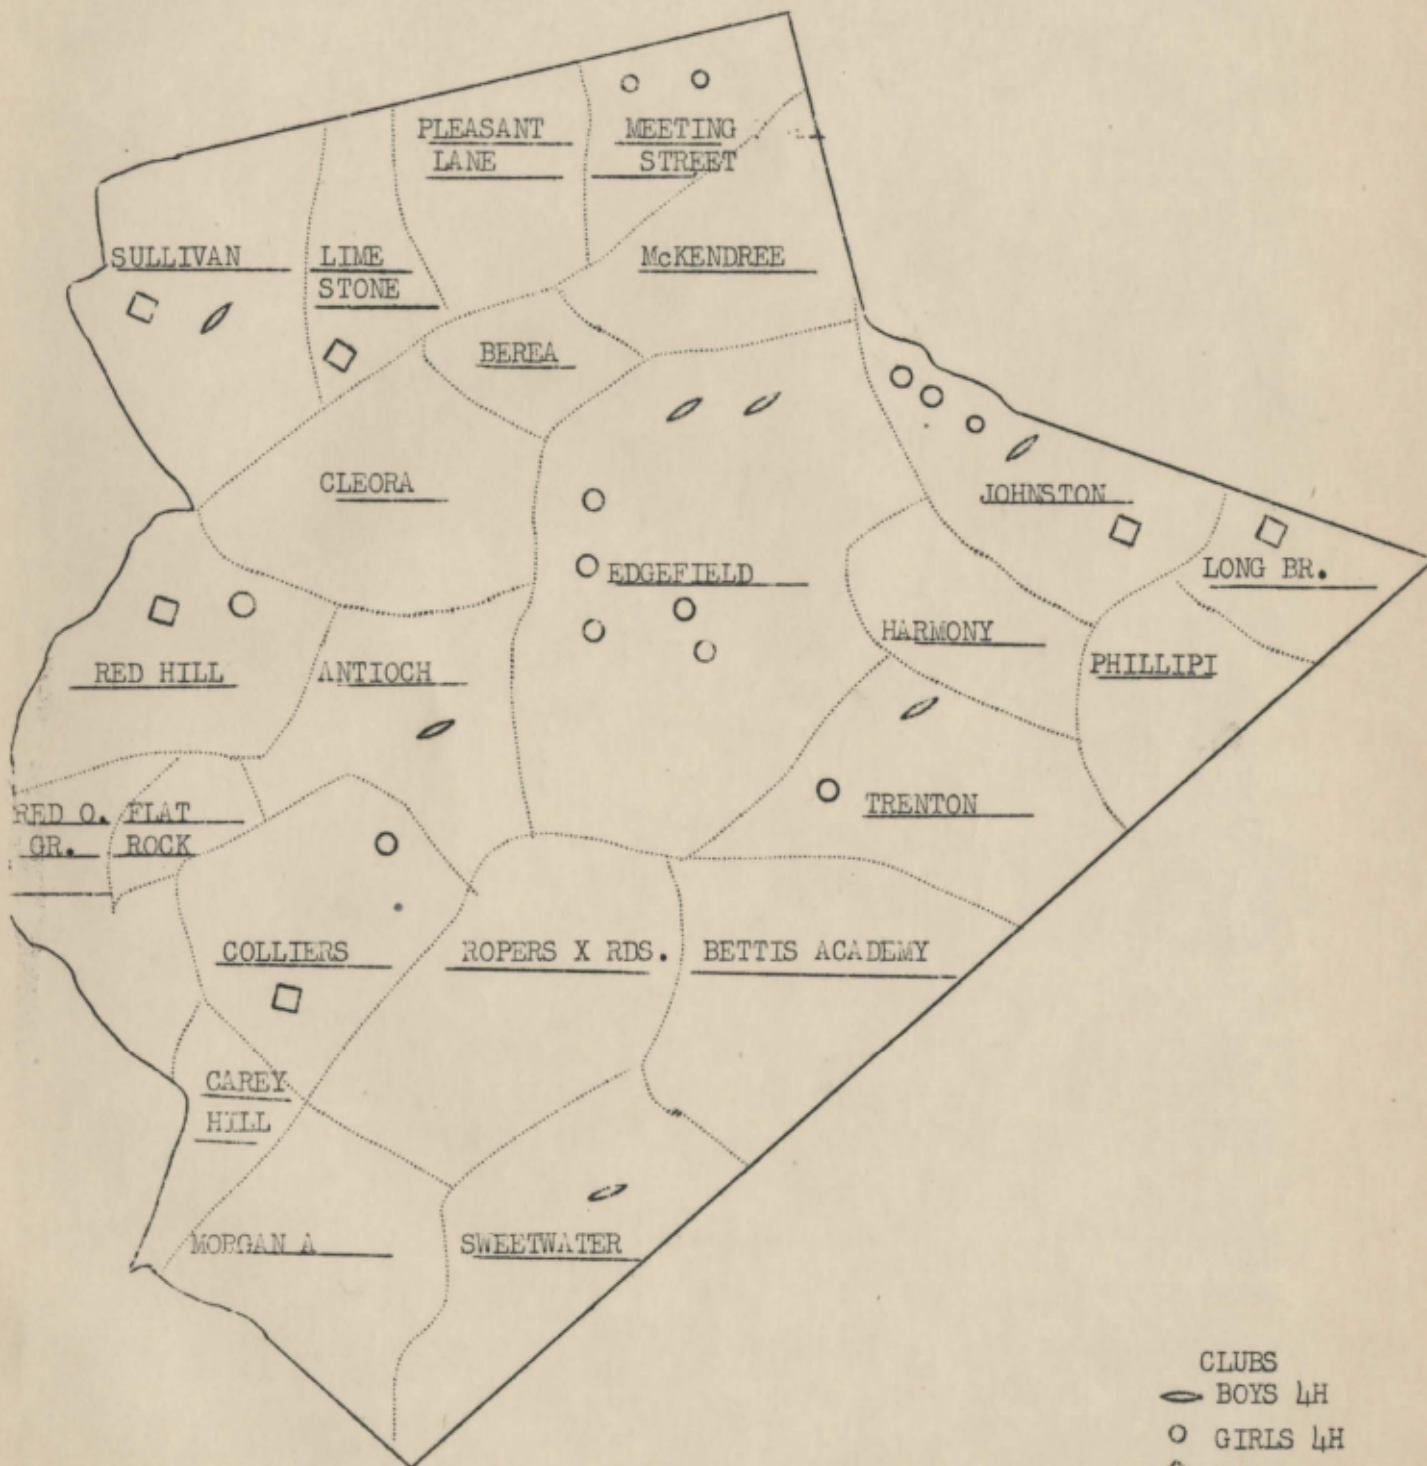 PLEASANT
LANE
MEETING
STREET
SULLIVAN
LIME
STONE
McKENDREE
BEREA
CLEORA
JOHNSTON
EDGEFIELD
LONG BR.
HARMONY
PHILLIPI
RED HILL
ANTIOCH
TRENTON
RED O.
GR.
FLAT
ROCK
COLLIERS
ROPERS X RDS.
BETTIS ACADEMY
CAREY
HILL
MORGAN A
SWEETWATER
CLUBS
BOYS 4H
GIRLS 4H